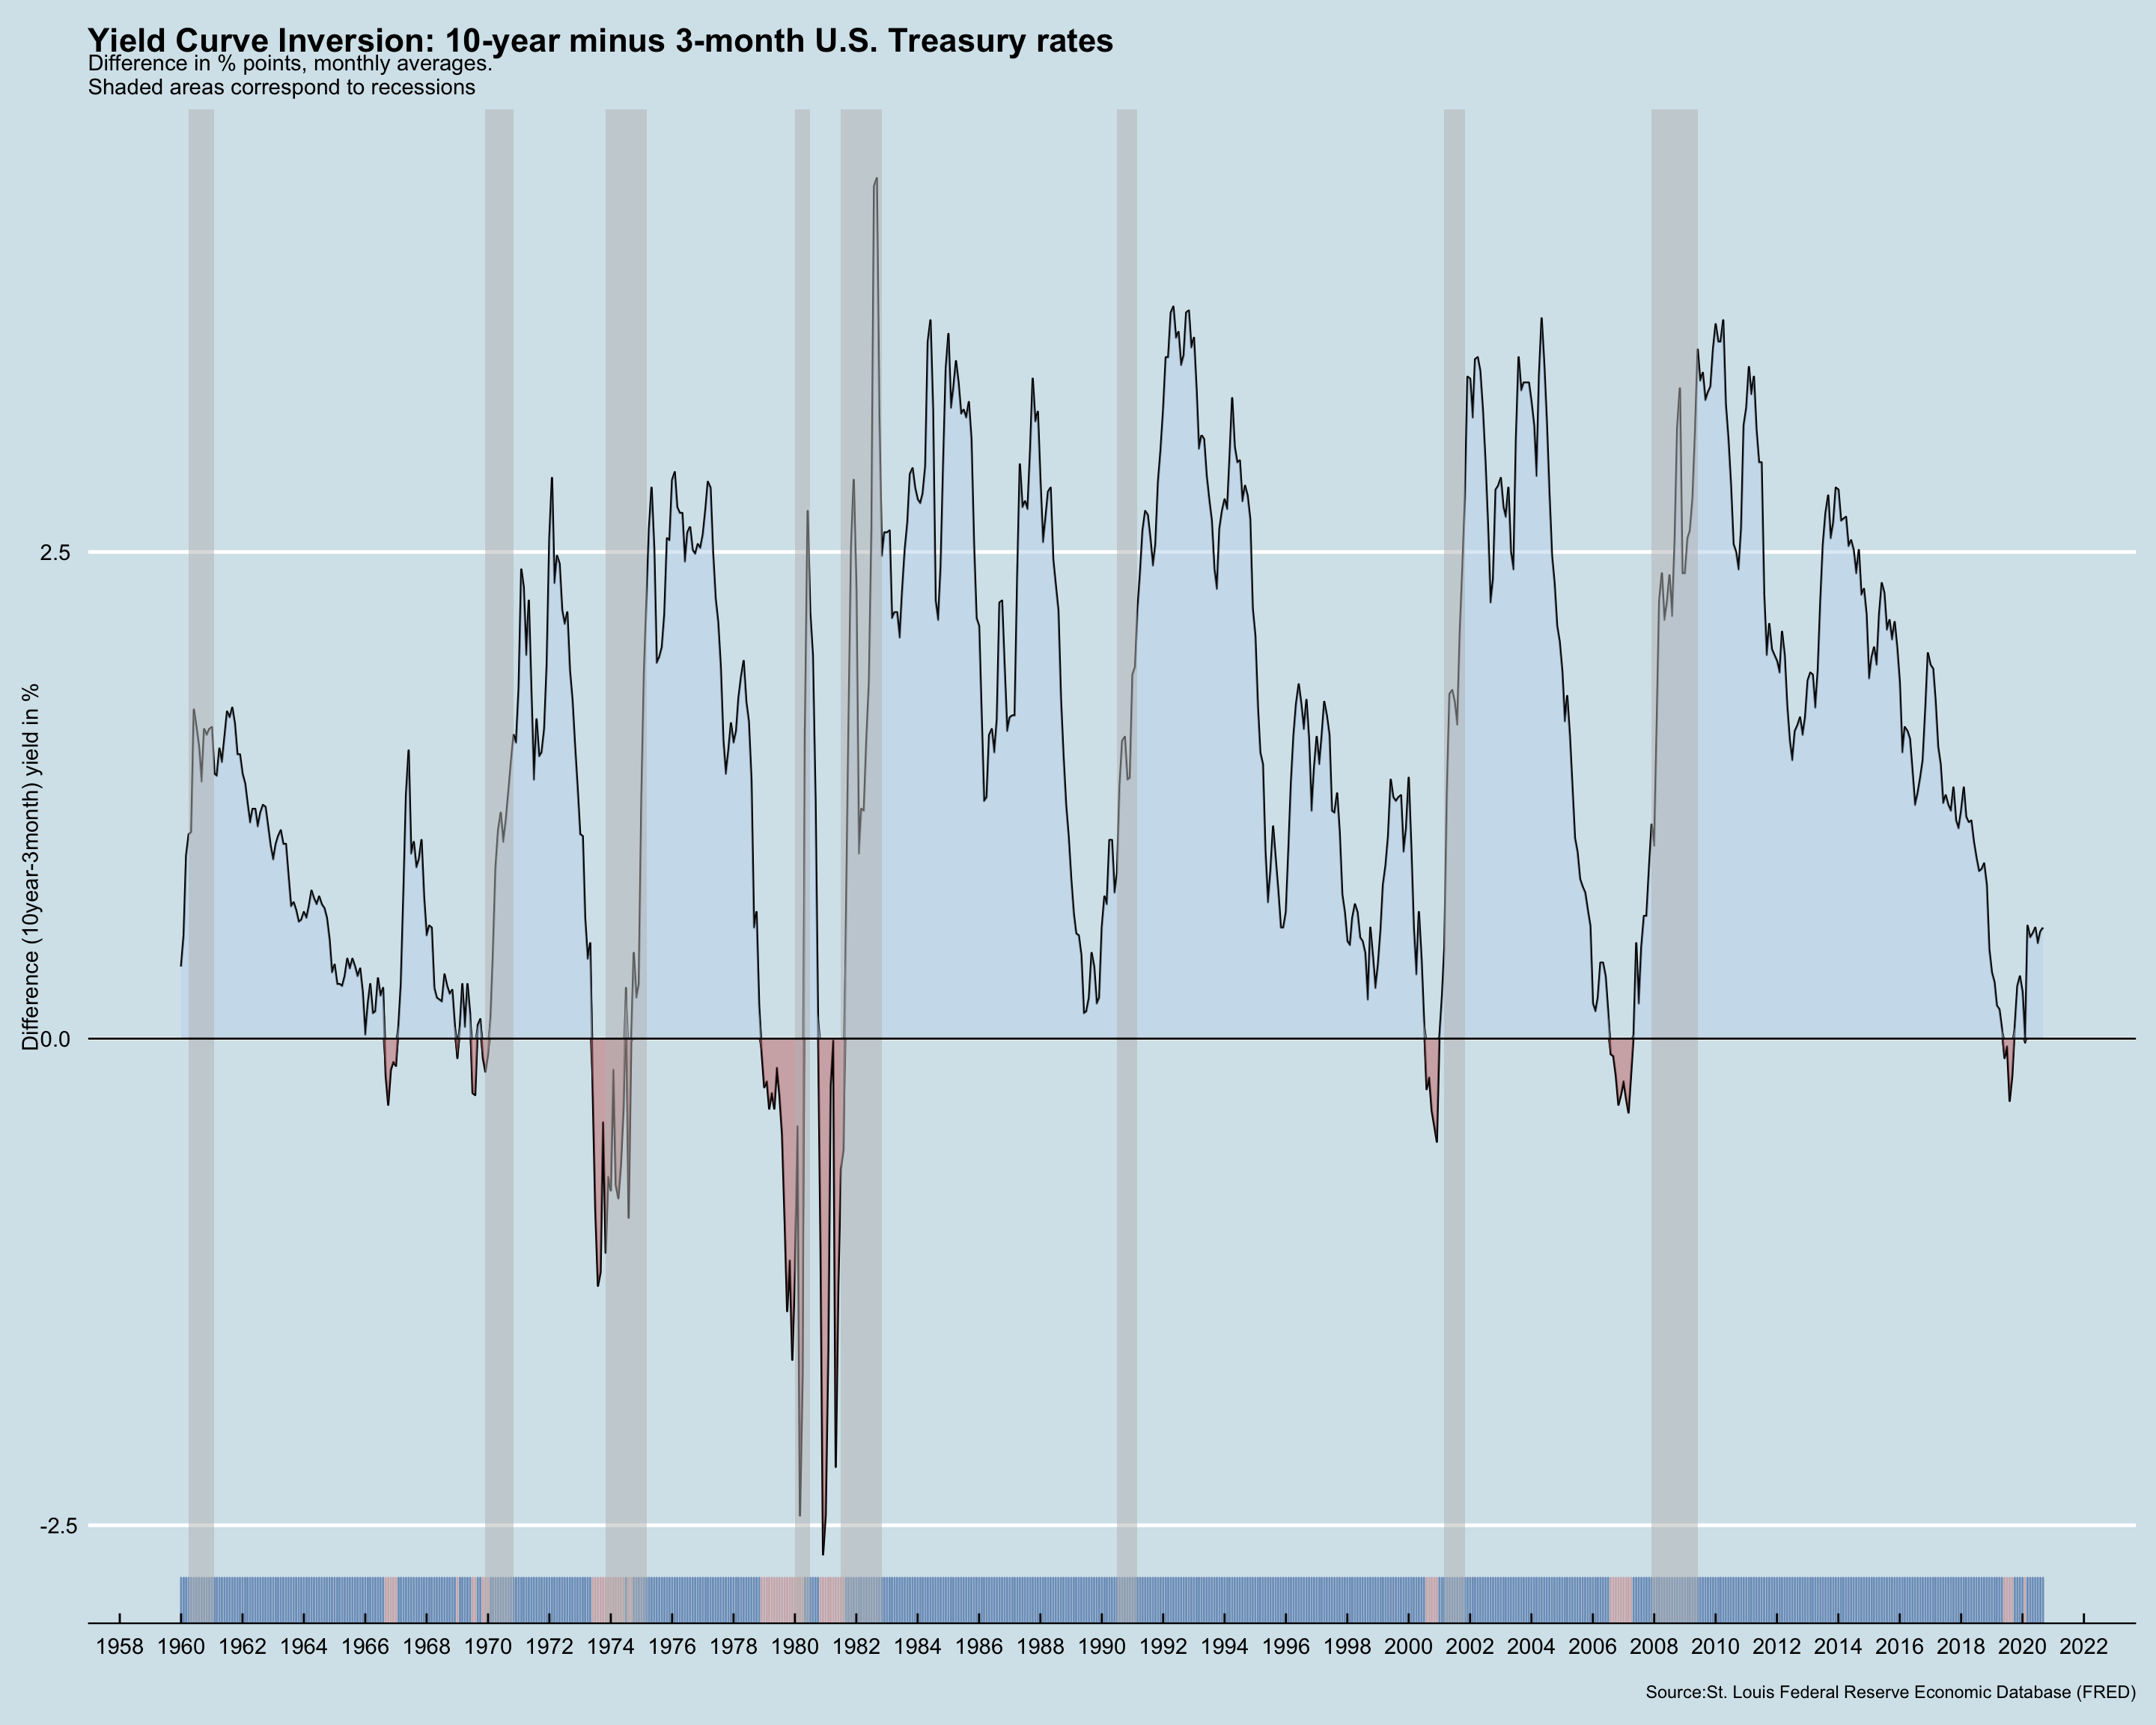 Yield Curve Inversion: 10-year minus 3-month U.S. Treasury rates
Difference in % points, monthly averages.
Shaded areas correspond to recessions
Difference (10year-3month) yield in %
2.5
0.0
-2.5
1958 1960 1962 1964 1966 1968 1970 1972 1974 1976 1978 1980 1982 1984 1986 1988 1990 1992 1994 1996 1998 2000 2002 2004 2006 2008 2010 2012 2014 2016 2018 2020 2022
Source:St. Louis Federal Reserve Economic Database (FRED)